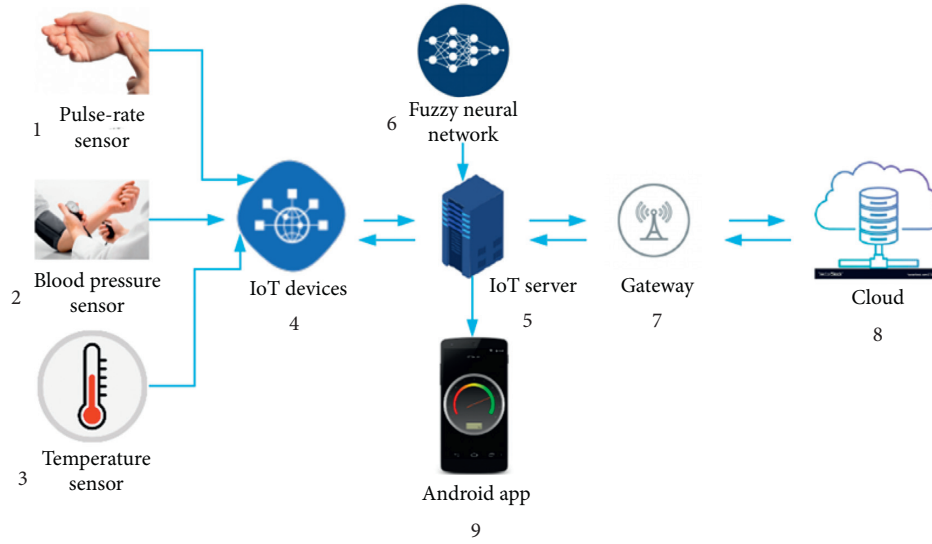 1
Pulse-rate
sensor
2
Blood pressure
sensor
3
Temperature
sensor
IoT devices
4
6
Fuzzy neural
network
IoT server
5
Gateway
7
Cloud
8
Android app
9